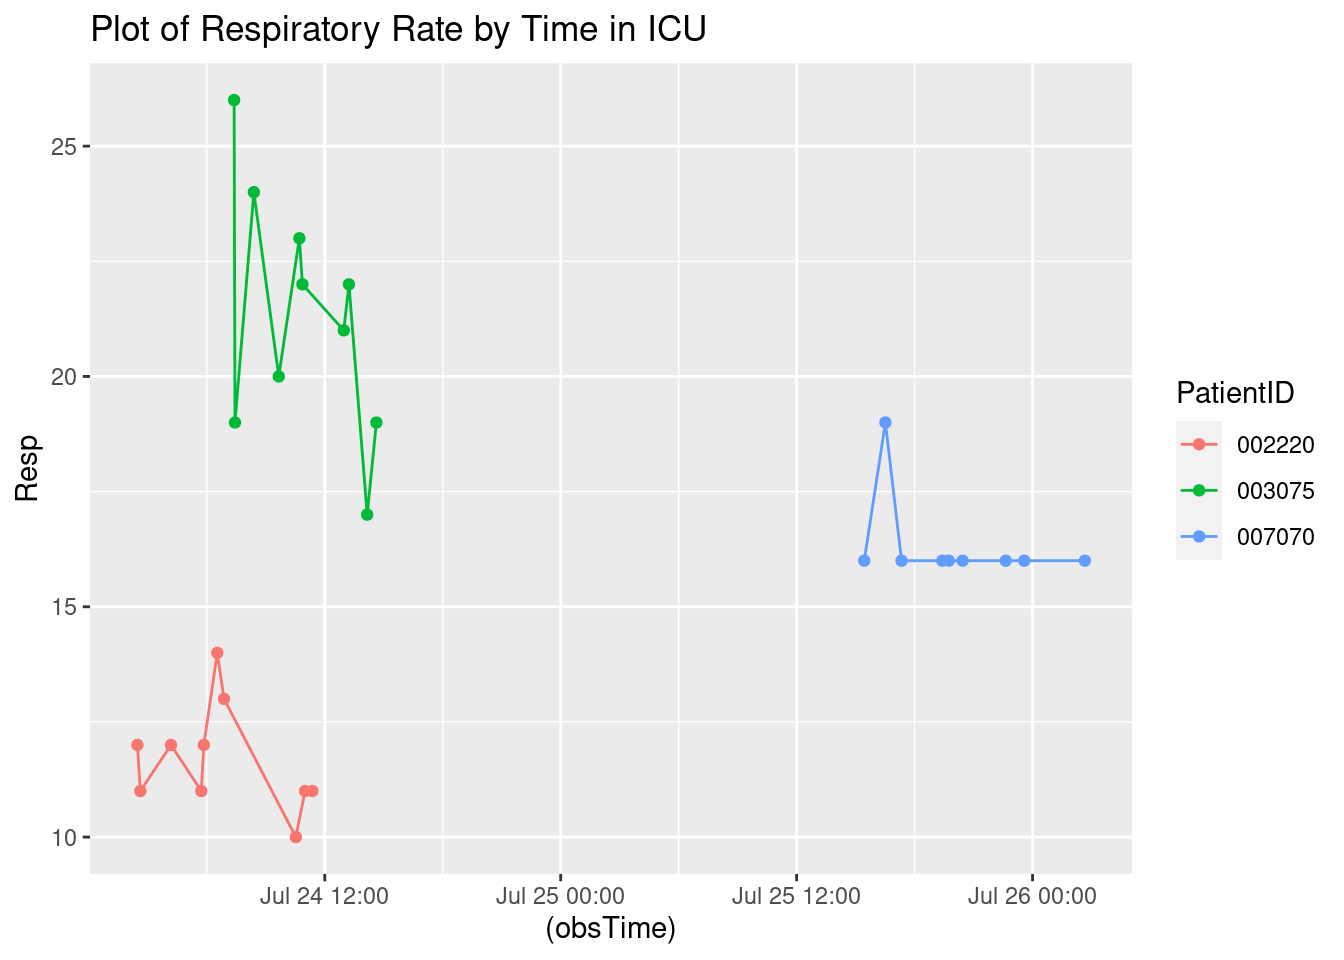 Plot of Respiratory Rate by Time in ICU
25
20
15
10
Resp
Jul 24 12:00 Jul 25 00:00 Jul 25 12:00 Jul 26 00:00
(obsTime)
PatientID
002220
003075
007070